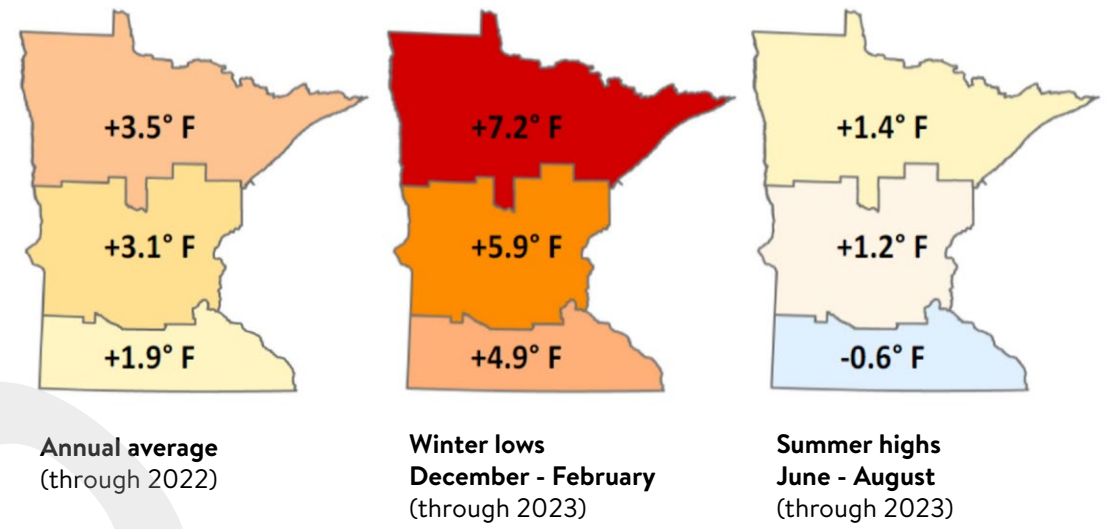 +3.5° F
+3.1° F
+1.9° F
Annual average
(through 2022)
+7.2° F
+5.9° F
+4.9° F
Winter lows
December - February
(through 2023)
+1.4° F
+1.2° F
-0.6° F
Summer highs
June - August
(through 2023)